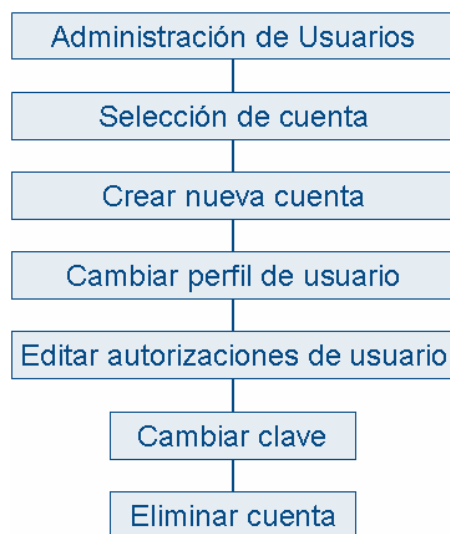 Administración de Usuarios
Selección de cuenta
Crear nueva cuenta
Cambiar perfil de usuario
Editar autorizaciones de usuario
Cambiar clave
Eliminar cuenta